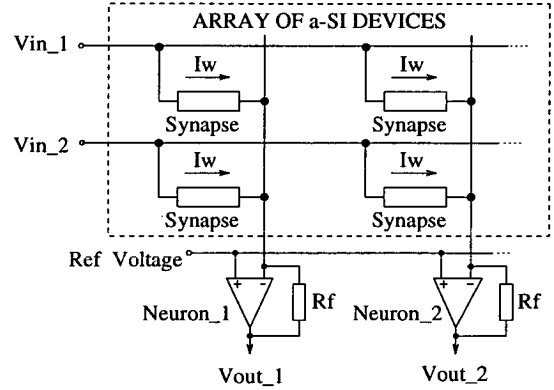 ARRAY OF a-SI DEVICES
Vin_1
Iw
Iw
Synapse
Synapse
Vin_2
Iw
Iw
Synapse
Synapse
Ref Voltage
+ -
+ -
Neuron_1
Rf
Neuron_2
Rf
Vout_1
Vout_2